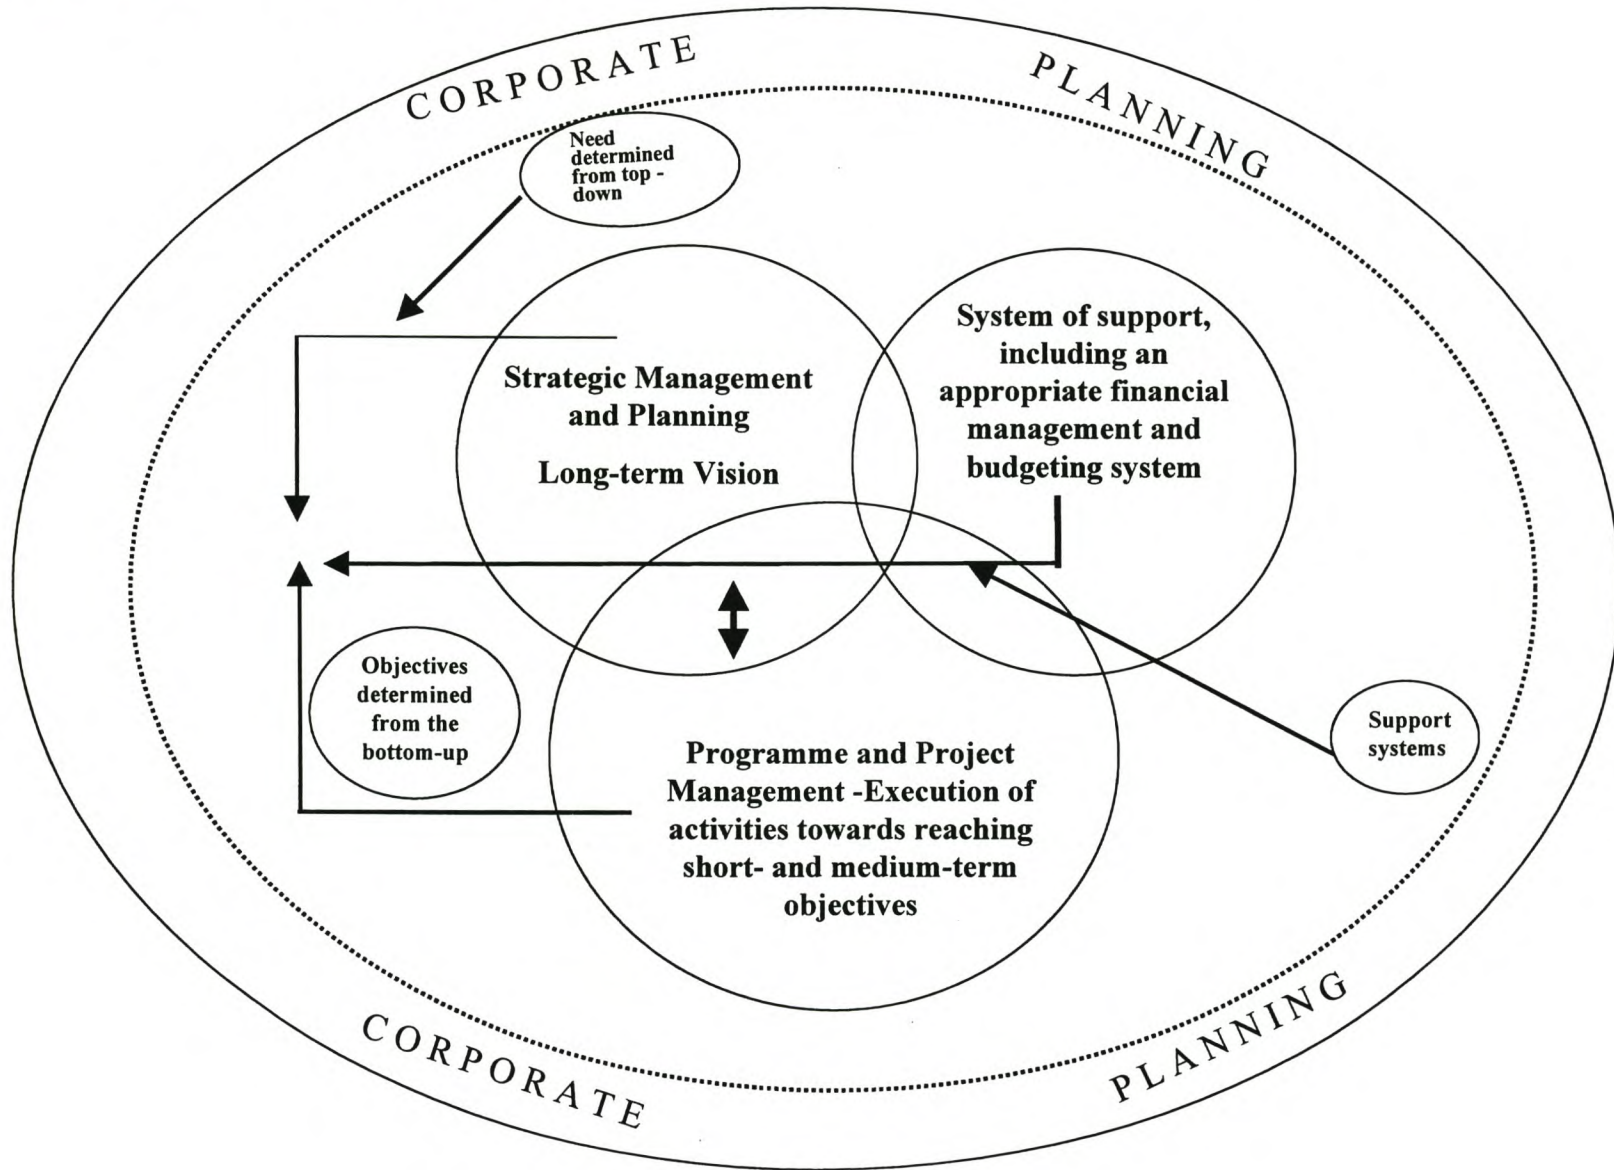 CORPORATE PLANNING
Need
determined
from top -
down
Strategic Management
and Planning
Long-term Vision
System of support,
including an
appropriate financial
management and
budgeting system
Objectives
determined
from the
bottom-up
Programme and Project
Management -Execution of
activities towards reaching
short- and medium-term
objectives
Support
systems
CORPORATE PLANNING